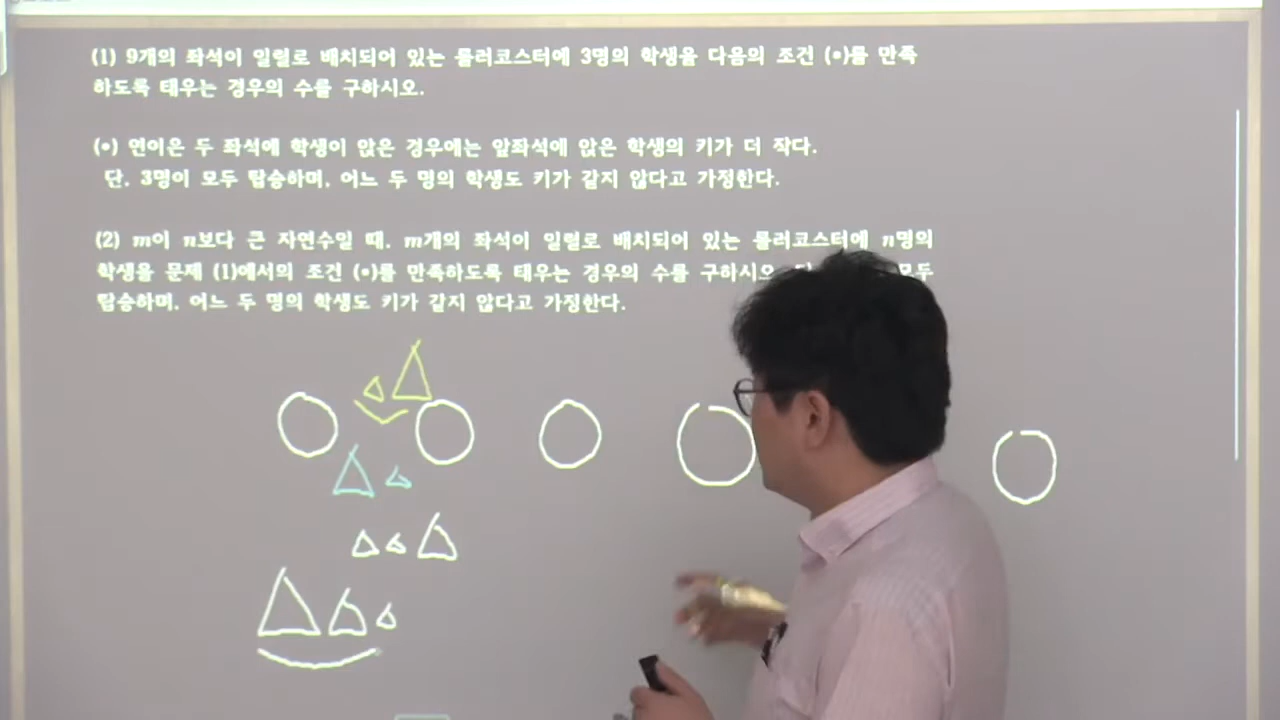 (1) 9개의 좌석이 일렬로 배치되어 있는 롤러코스터에 3명의 학생을 다음의 조건 (*)를 만족
하도록 태우는 경우의 수를 구하시오.
(*) 연이은 두 좌석에 학생이 앉은 경우에는 앞좌석에 앉은 학생의 키가 더 작다.
단, 3명이 모두 탑승하며, 어느 두 명의 학생도 키가 같지 않다고 가정한다.
(2) m이 n보다 큰 자연수일 때, m개의 좌석이 일렬로 배치되어 있는 롤러코스터에 n명의
학생을 문제 (1)에서의 조건 (*)를 만족하도록 태우는 경우의 수를 구하시오 모두
탑승하며, 어느 두 명의 학생도 키가 같지 않다고 가정한다.